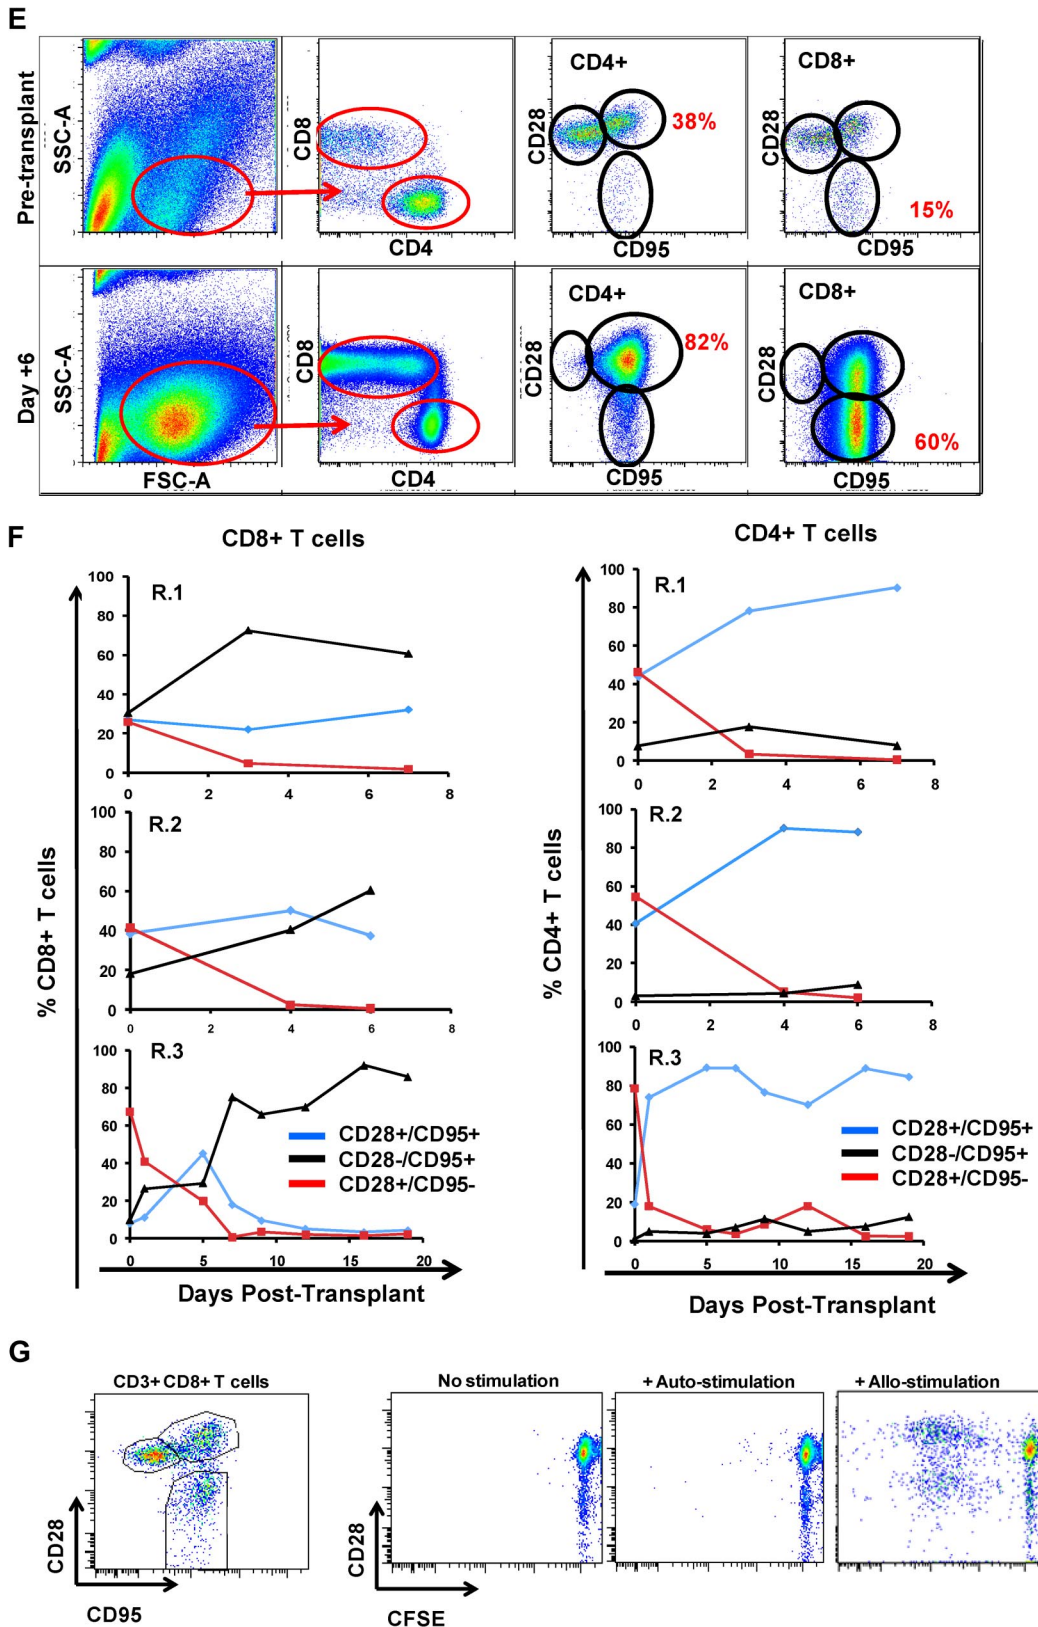 E
Pre-transplant
SSC-A
CD8
CD4
CD4+
CD28
38%
CD95
CD8+
CD28
15%
CD95
Day +6
SSC-A
FSC-A
CD8
CD4
CD4+
CD28
82%
CD95
CD8+
CD28
60%
CD95
F
CD8+ T cells
CD4+ T cells
% CD8+ T cells
R.1
100
80
60
40
20
0
0 2 4 6 8
R.2
100
80
60
40
20
0
0 2 4 6 8
R.3
100
80
60
40
20
0
0 5 10 15 20
CD28+/CD95+
CD28-/CD95+
CD28+/CD95-
Days Post-Transplant
% CD4+ T cells
R.1
100
80
60
40
20
0
0 2 4 6 8
R.2
100
80
60
40
20
0
0 2 4 6 8
R.3
100
80
60
40
20
0
0 5 10 15 20
CD28+/CD95+
CD28-/CD95+
CD28+/CD95-
Days Post-Transplant
G
CD3+ CD8+ T cells
CD28
CD95
No stimulation
+ Auto-stimulation
+ Allo-stimulation
CD28
CFSE